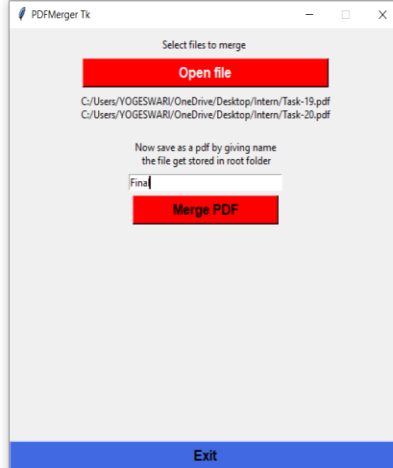 PDFMerger Tk
Select files to merge
Open file
C:/Users/YOGESWARI/OneDrive/Desktop/Intern/Task-19.pdf
C:/Users/YOGESWARI/OneDrive/Desktop/Intern/Task-20.pdf
Now save as a pdf by giving name
the file get stored in root folder
Final
Merge PDF
Exit